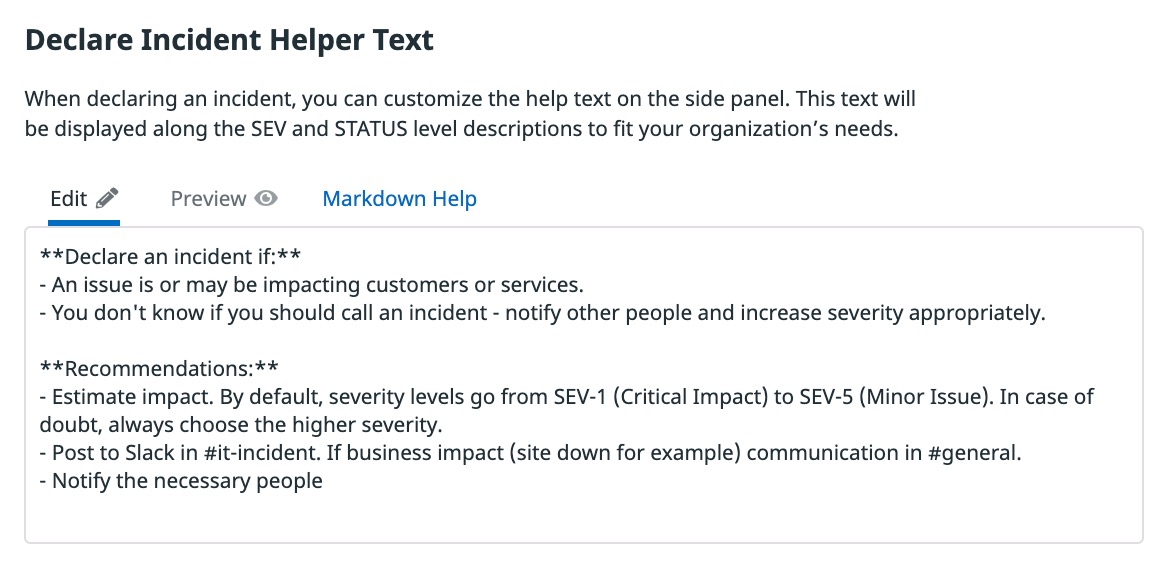 Declare Incident Helper Text
When declaring an incident, you can customize the help text on the side panel. This text will
be displayed along the SEV and STATUS level descriptions to fit your organization’s needs.
Edit Preview Markdown Help
**Declare an incident if:**
- An issue is or may be impacting customers or services.
- You don't know if you should call an incident - notify other people and increase severity appropriately.
**Recommendations:**
- Estimate impact. By default, severity levels go from SEV-1 (Critical Impact) to SEV-5 (Minor Issue). In case of
doubt, always choose the higher severity.
- Post to Slack in #it-incident. If business impact (site down for example) communication in #general.
- Notify the necessary people